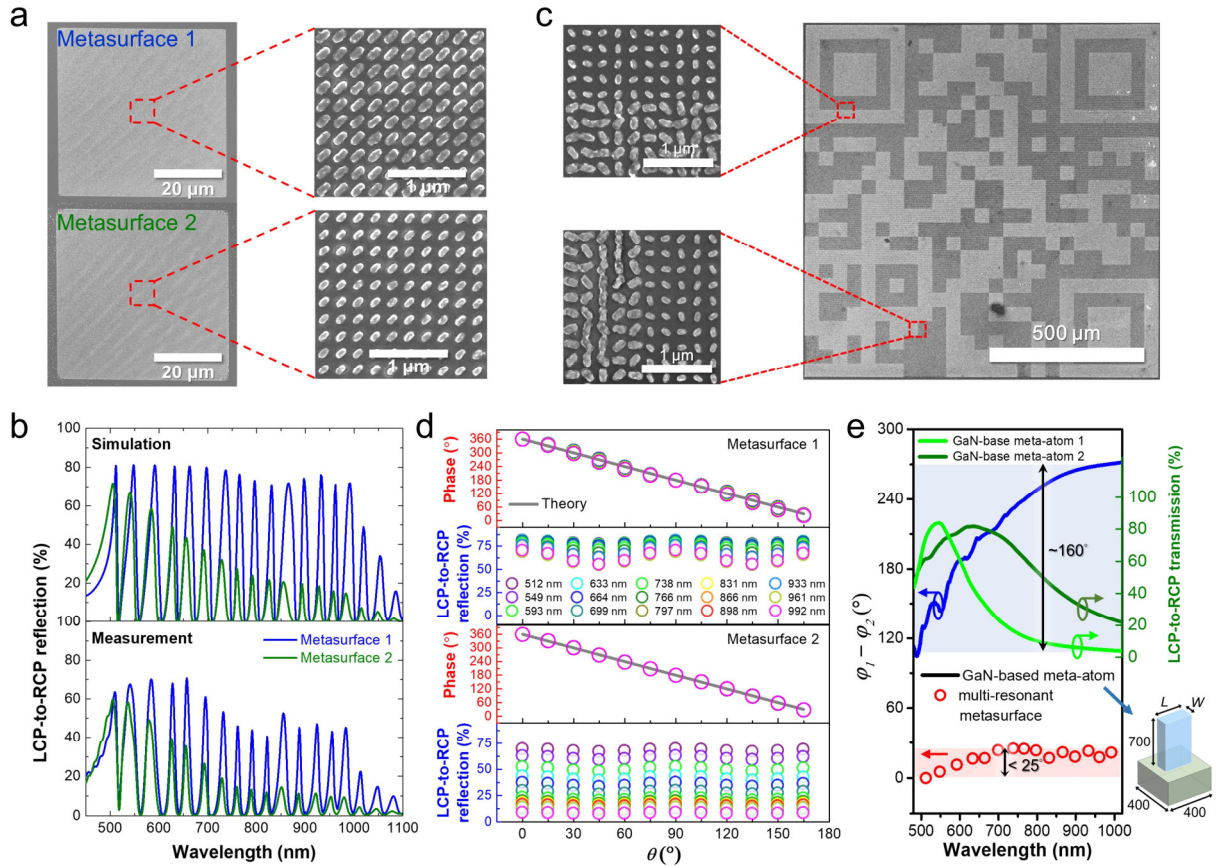 a
Metasurface 1
20 μm
1 μm
Metasurface 2
20 μm
1 μm
c
1 μm
1 μm
500 μm
b
LCP-to-RCP reflection (%)
100
80
60
40
20
100
80
60
40
20
0
Simulation
Measurement
Metasurface 1
Metasurface 2
500 600 700 800 900 1000 1100
Wavelength (nm)
d
Phase (°)
360
300
240
180
120
60
0
Metasurface 1
Theory
LCP-to-RCP
reflection (%)
75
50
25
0
512 nm 633 nm 738 nm 831 nm 933 nm
549 nm 664 nm 766 nm 866 nm 961 nm
593 nm 699 nm 797 nm 898 nm 992 nm
Phase (°)
360
300
240
180
120
60
0
Metasurface 2
LCP-to-RCP
reflection (%)
75
50
25
0
0 30 60 90 120 150 180
θ (°)
e
φ1 − φ2 (°)
300
240
180
120
60
0
GaN-base meta-atom 1
GaN-base meta-atom 2
~160°
GaN-based meta-atom
multi-resonant
metasurface
< 25°
LCP-to-RCP transmission (%)
100
80
60
40
20
0
500 600 700 800 900 1000
Wavelength (nm)
L
W
700
400
400